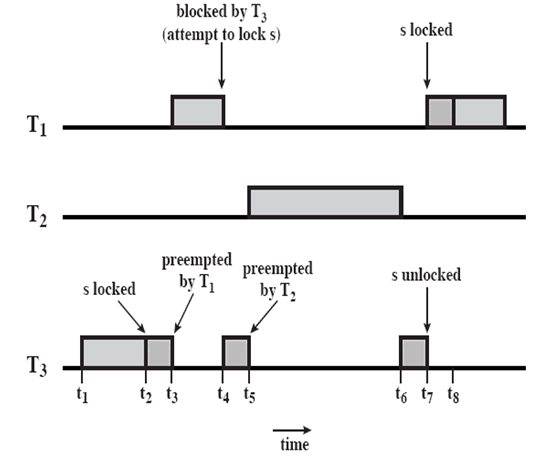 blocked by T3
(attempt to lock s)
s locked
T1
T2
preempted
by T1
preempted
by T2
s locked
s unlocked
T3
t1 t2 t3 t4 t5 t6 t7 t8
time